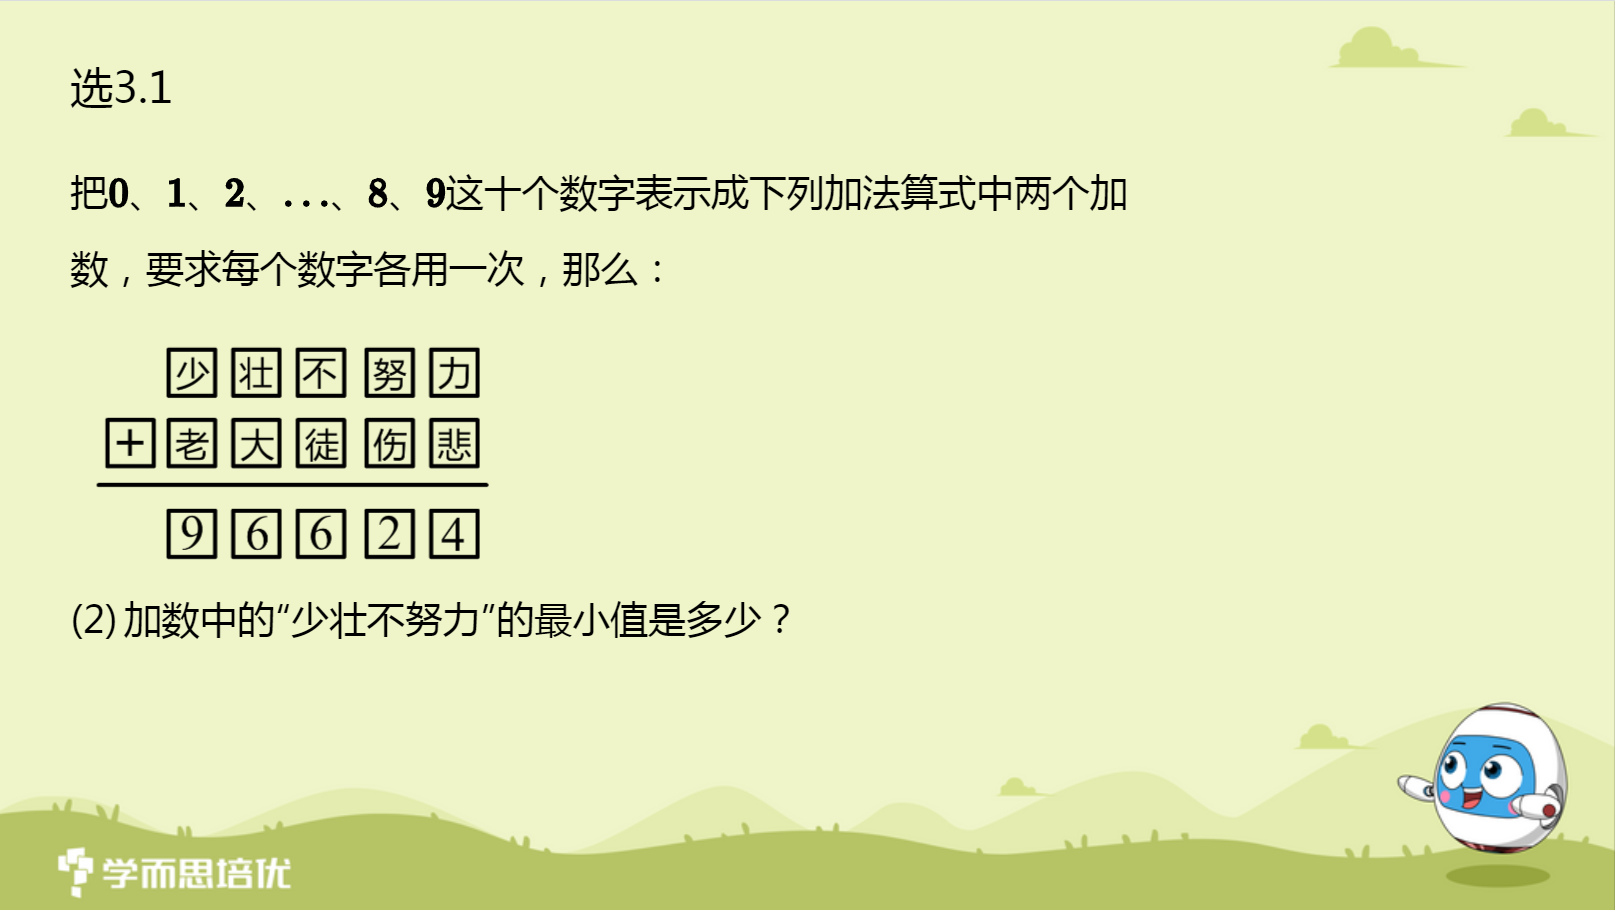 选3.1
把0、1、2、...、8、9这十个数字表示成下列加法算式中两个加
数，要求每个数字各用一次，那么：
少壮不努力
+老大徒伤悲
96624
(2)加数中的“少壮不努力”的最小值是多少？
学而思培优